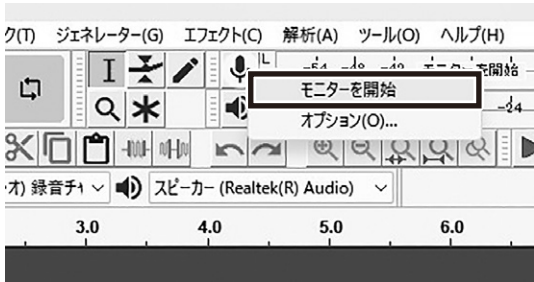 ク(T) ジェネレーター(G) エフェクト(C) 解析(A) ツール(O) ヘルプ(H)
モニターを開始
オプション(O)...
-24
オ) 録音チャ
スピーカー (Realtek(R) Audio)
3.0 4.0 5.0 6.0